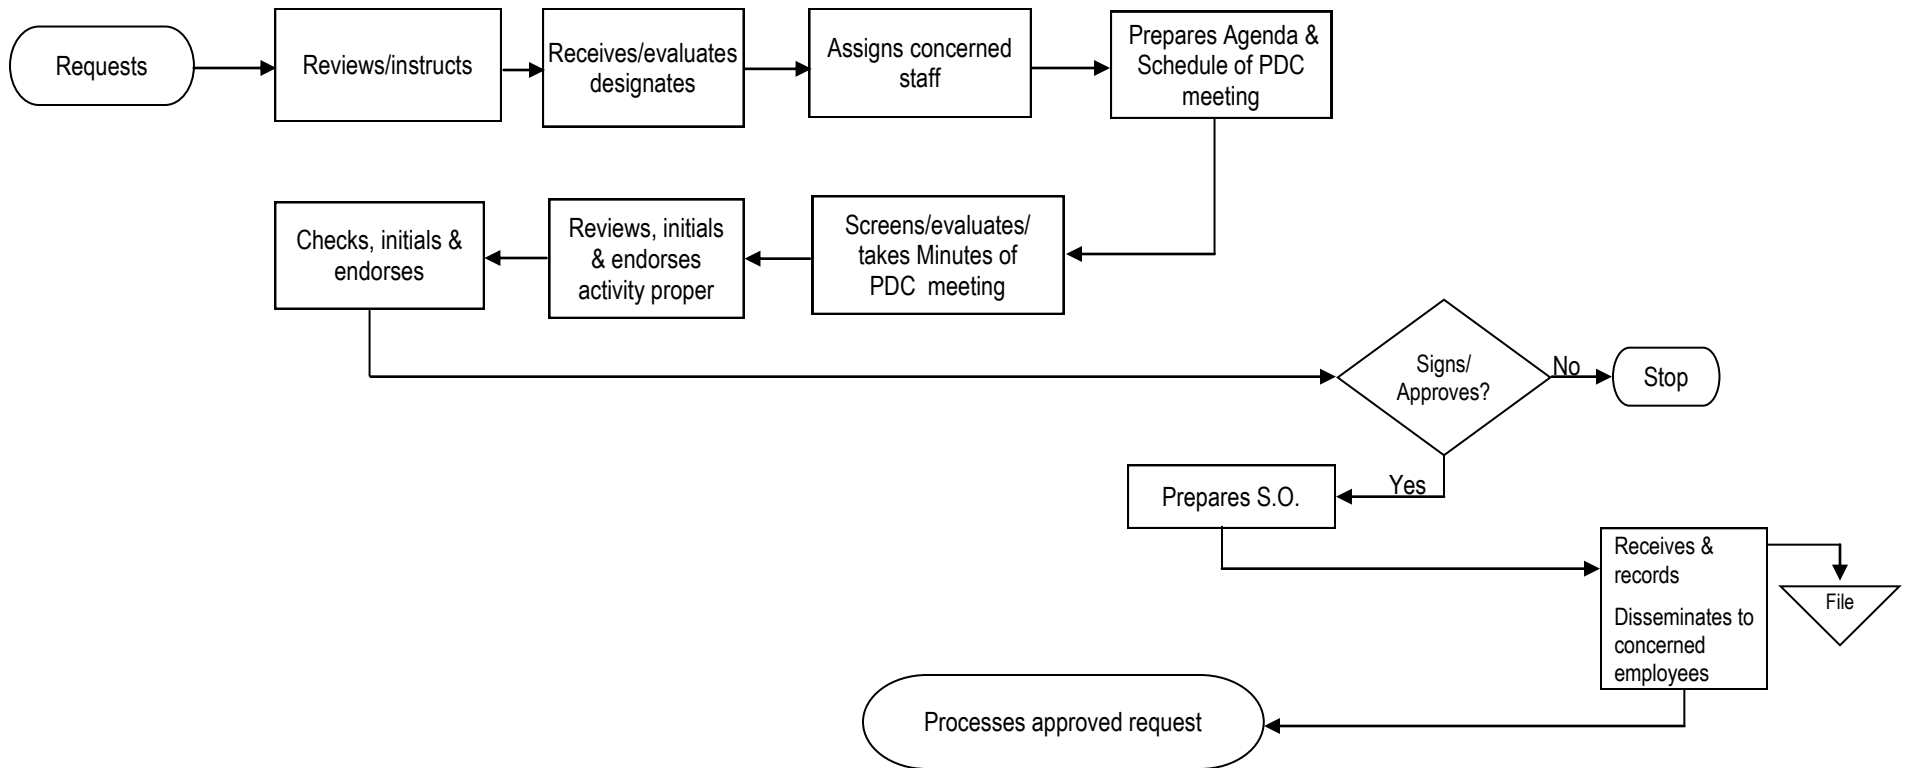 Requests
Reviews/instructs
Receives/evaluates
designates
Assigns concerned
staff
Prepares Agenda &
Schedule of PDC
meeting
Checks, initials &
endorses
Reviews, initials
& endorses
activity proper
Screens/evaluates/
takes Minutes of
PDC meeting
Signs/
Approves?
No
Stop
Yes
Prepares S.O.
Receives &
records
Disseminates to
concerned
employees
File
Processes approved request